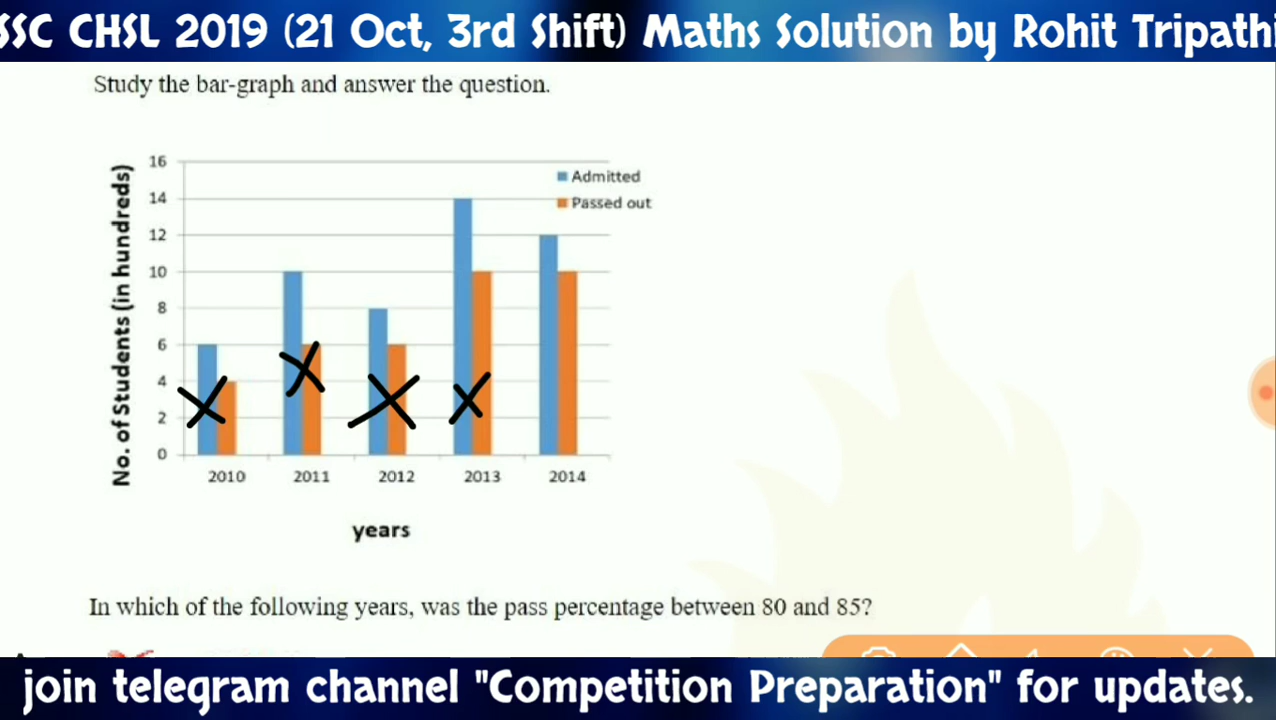 SSC CHSL 2019 (21 Oct, 3rd Shift) Maths Solution by Rohit Tripathi
Study the bar-graph and answer the question.
No. of Students (in hundreds)
16
14
12
10
8
6
4
2
0
Admitted
Passed out
2010 2011 2012 2013 2014
years
In which of the following years, was the pass percentage between 80 and 85?
join telegram channel "Competition Preparation" for updates.